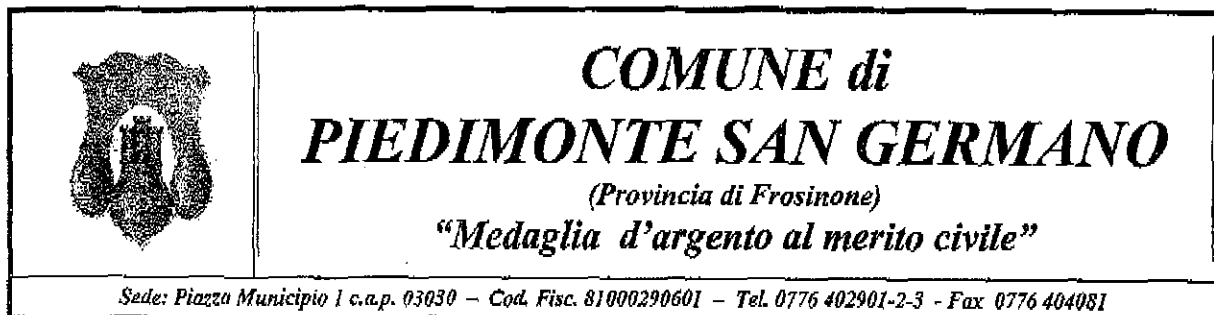 COMUNE di
PIEDIMONTE SAN GERMANO
(Provincia di Frosinone)
“Medaglia d'argento al merito civile”
Sede: Piazza Municipio 1 c.a.p. 03030 – Cod. Fisc. 81000290601 – Tel. 0776 402901-2-3 - Fax 0776 404081